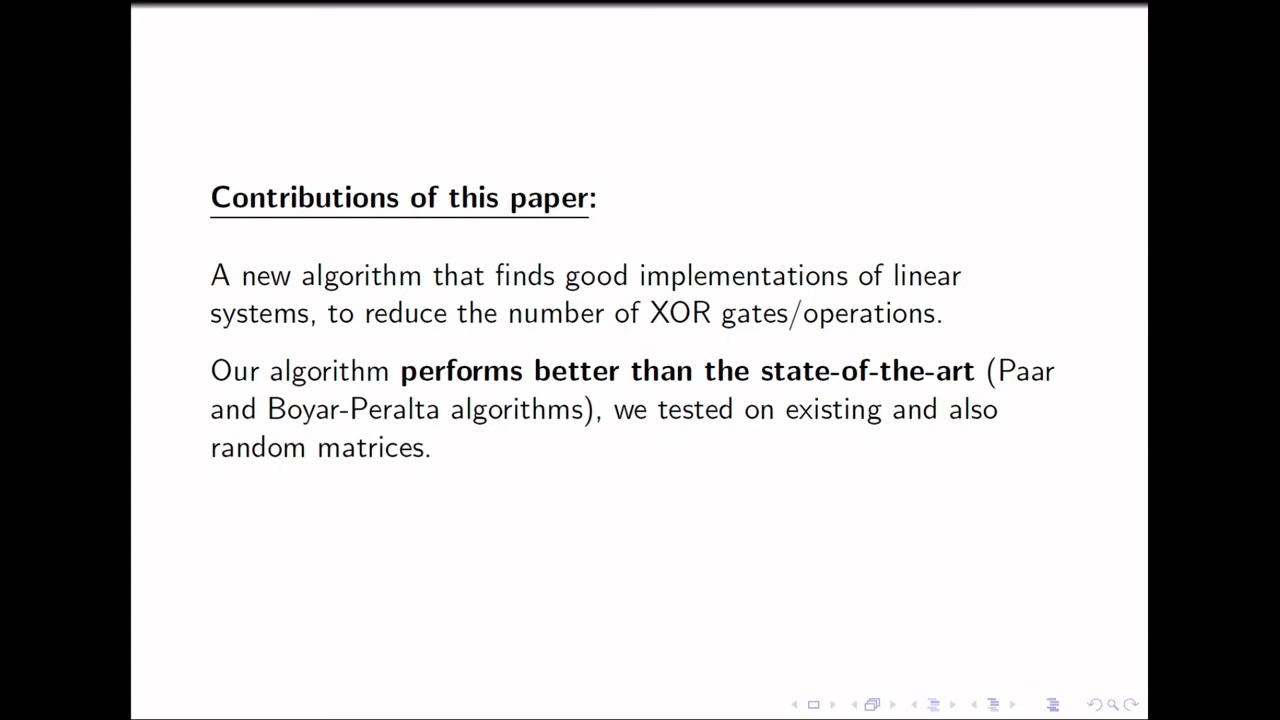 Contributions of this paper:
A new algorithm that finds good implementations of linear
systems, to reduce the number of XOR gates/operations.
Our algorithm performs better than the state-of-the-art (Paar
and Boyar-Peralta algorithms), we tested on existing and also
random matrices.